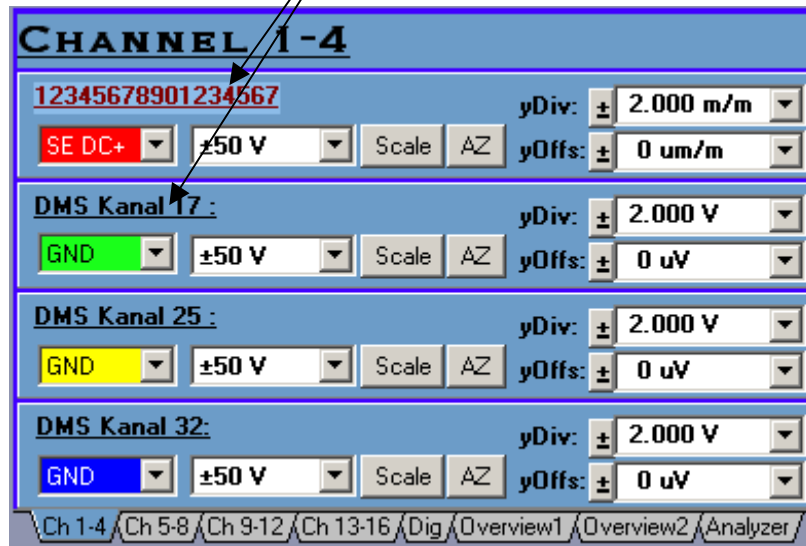 CHANNEL 1-4
12345678901234567
yDiv: ± 2.000 m/m
SE DC+ ±50 V Scale AZ yOffs: ± 0 um/m
DMS Kanal 17 :
yDiv: ± 2.000 V
GND ±50 V Scale AZ yOffs: ± 0 uV
DMS Kanal 25 :
yDiv: ± 2.000 V
GND ±50 V Scale AZ yOffs: ± 0 uV
DMS Kanal 32:
yDiv: ± 2.000 V
GND ±50 V Scale AZ yOffs: ± 0 uV
Ch 1-4 Ch 5-8 Ch 9-12 Ch 13-16 Dig Overview1 Overview2 Analyzer